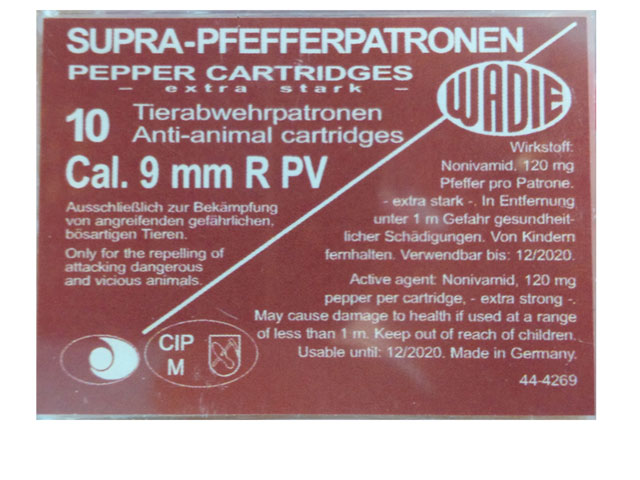 SUPRA-PFEFFERPATRONEN
PEPPER CARTRIDGES
- extra stark -
WADIE
10 Tierabwehrpatronen
Anti-animal cartridges
Cal. 9 mm R PV
Ausschließlich zur Bekämpfung
von angreifenden gefährlichen,
bösartigen Tieren.
Only for the repelling of
attacking dangerous
and vicious animals.
Wirkstoff:
Nonivamid, 120 mg
Pfeffer pro Patrone.
- extra stark -. In Entfernung
unter 1 m Gefahr gesundheit-
licher Schädigungen. Von Kindern
fernhalten. Verwendbar bis: 12/2020.
Active agent: Nonivamid, 120 mg
pepper per cartridge, - extra strong -.
May cause damage to health if used at a range
of less than 1 m. Keep out of reach of children.
Usable until: 12/2020. Made in Germany.
CIP
M
44-4269